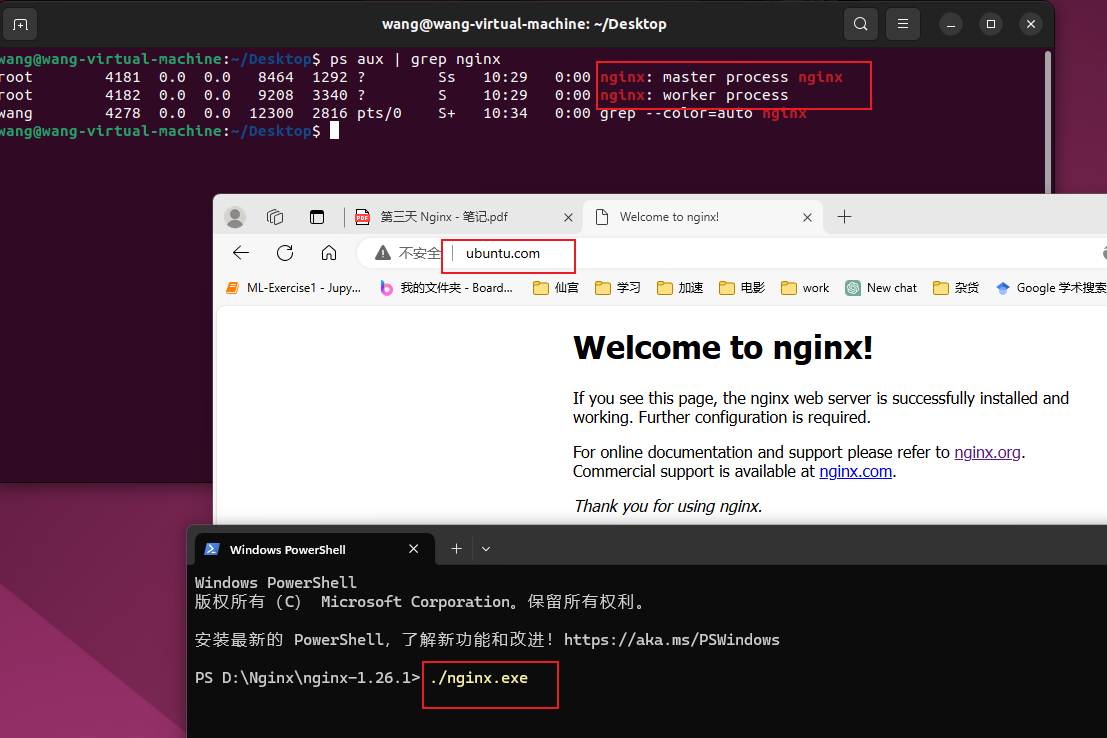 wang@wang-virtual-machine: ~/Desktop
wang@wang-virtual-machine:~/Desktop$ ps aux | grep nginx
root 4181 0.0 0.0 8464 1292 ? Ss 10:29 0:00 nginx: master process nginx
root 4182 0.0 0.0 9208 3340 ? S 10:29 0:00 nginx: worker process
wang 4278 0.0 0.0 12300 2816 pts/0 S+ 10:34 0:00 grep --color=auto nginx
wang@wang-virtual-machine:~/Desktop$
第三天 Nginx - 笔记.pdf
Welcome to nginx!
不安全 ubuntu.com
ML-Exercise1 - Jupy... 我的文件夹 - Board... 仙宫 学习 加速 电影 work New chat 杂货 Google 学术搜索
Welcome to nginx!
If you see this page, the nginx web server is successfully installed and
working. Further configuration is required.
For online documentation and support please refer to nginx.org.
Commercial support is available at nginx.com.
Thank you for using nginx.
Windows PowerShell
Windows PowerShell
版权所有 (C) Microsoft Corporation。保留所有权利。
安装最新的 PowerShell,了解新功能和改进!https://aka.ms/PSWindows
PS D:\Nginx\nginx-1.26.1> ./nginx.exe